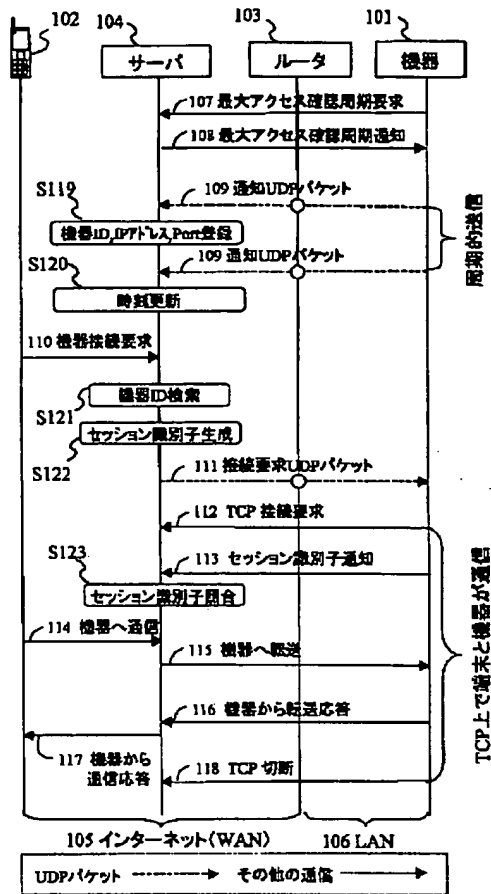 102
104
103
101
サーバ
ルータ
機器
107 最大アクセス確認周期要求
108 最大アクセス確認周期通知
S119
109 通知UDPパケット
機器ID,IPアドレス,Port登録
S120
109 通知UDPパケット
時刻更新
周期的送信
110 機器接続要求
機器ID検索
S121
セッション識別子生成
S122
111 接続要求UDPパケット
112 TCP 接続要求
S123
113 セッション識別子通知
セッション識別子照合
114 機器へ通信
115 機器へ転送
116 機器から転送応答
117 機器から
通信応答
118 TCP 切断
TCP上で端末と機器が通信
105 インターネット(WAN)
106 LAN
UDPパケット
その他の通信